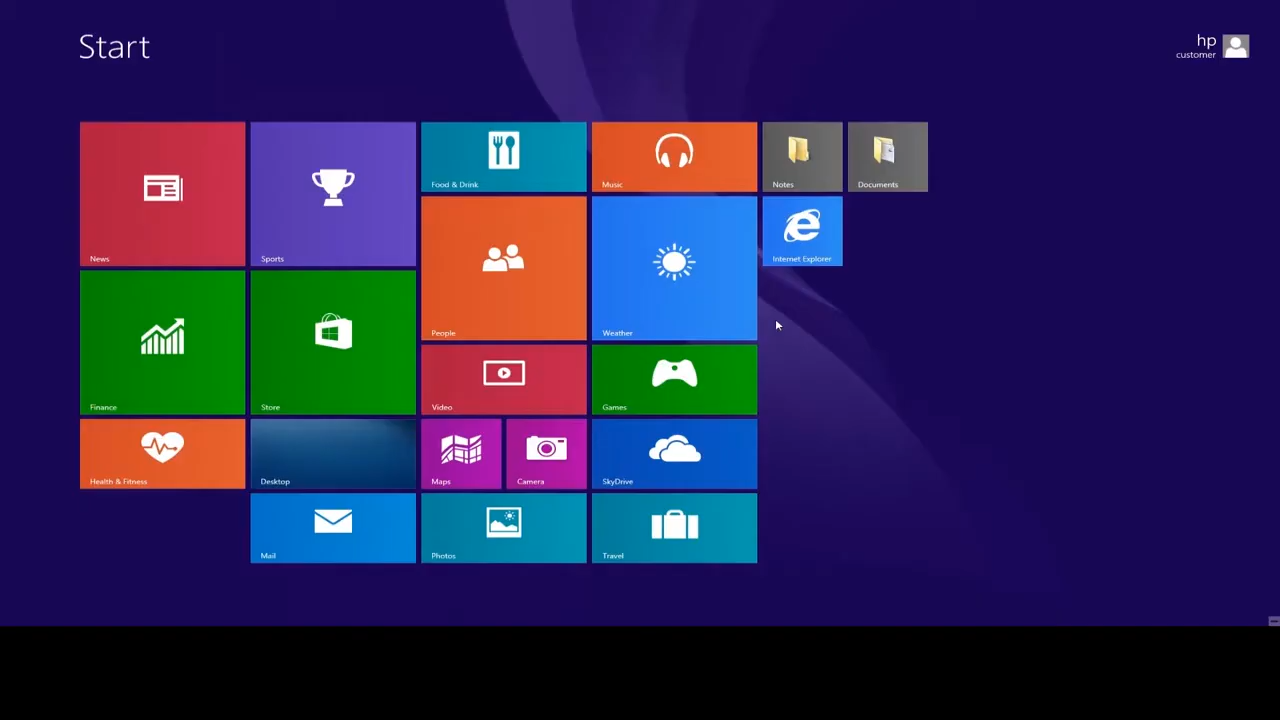 Start
hp
customer
News
Sports
Food & Drink
Music
Notes
Documents
People
Weather
Internet Explorer
Finance
Store
Video
Games
Health & Fitness
Desktop
Maps
Camera
SkyDrive
Mail
Photos
Travel